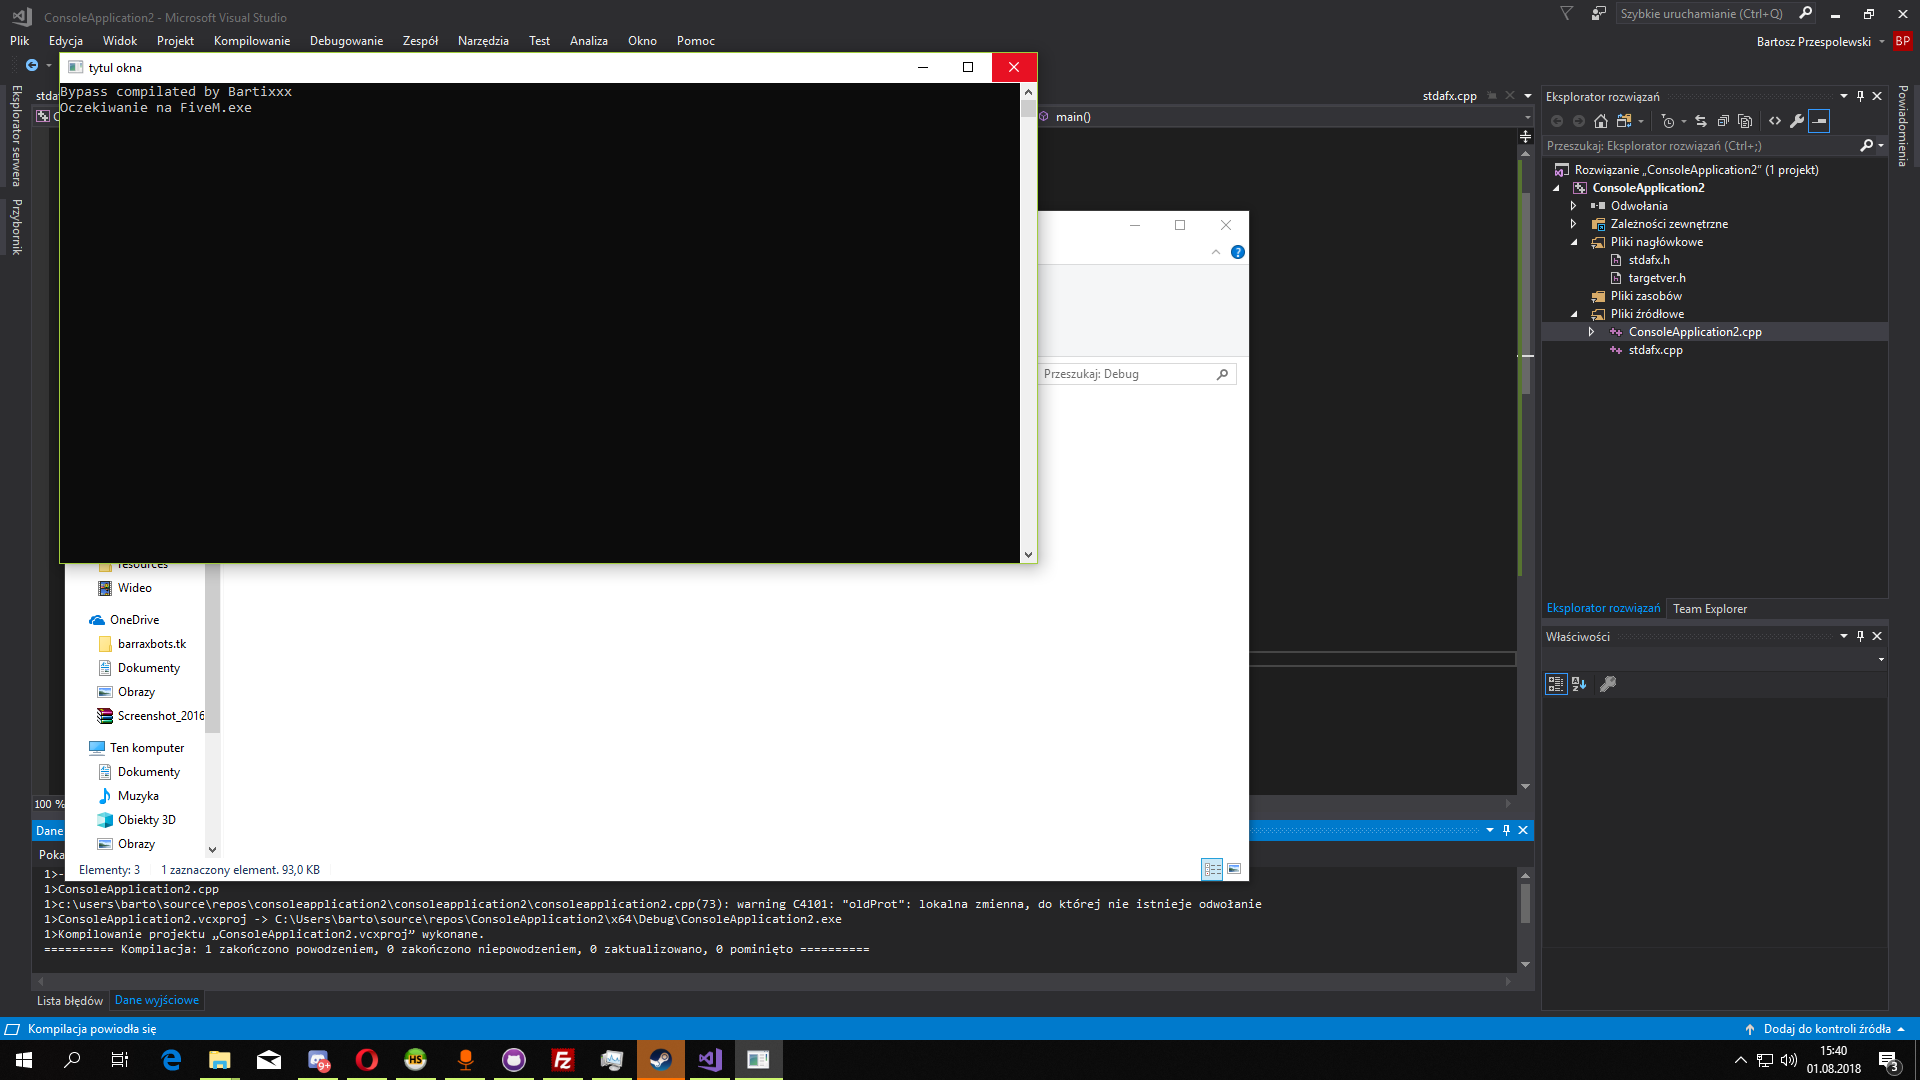 ConsoleApplication2 - Microsoft Visual Studio
Szybkie uruchamianie (Ctrl+Q)
Plik Edycja Widok Projekt Kompilowanie Debugowanie Zespół Narzędzia Test Analiza Okno Pomoc
Bartosz Przespolewski BP
tytul okna
Bypass compilated by Bartixxx
Oczekiwanie na FiveM.exe
Eksplorator serwera
Przybornik
stda
stdafx.cpp
main()
Eksplorator rozwiązań
Przeszukaj: Eksplorator rozwiązań (Ctrl+;)
Rozwiązanie „ConsoleApplication2” (1 projekt)
ConsoleApplication2
Odwołania
Zależności zewnętrzne
Pliki nagłówkowe
stdafx.h
targetver.h
Pliki zasobów
Pliki źródłowe
ConsoleApplication2.cpp
stdafx.cpp
Powiadomienia
Przeszukaj: Debug
resources
Wideo
OneDrive
barraxbots.tk
Dokumenty
Obrazy
Screenshot_2016
Ten komputer
Dokumenty
Muzyka
Obiekty 3D
Obrazy
Elementy: 3 1 zaznaczony element. 93,0 KB
Eksplorator rozwiązań Team Explorer
Właściwości
100 %
Dane
Poka
1>-
1>ConsoleApplication2.cpp
1>c:\users\barto\source\repos\consoleapplication2\consoleapplication2\consoleapplication2.cpp(73): warning C4101: "oldProt": lokalna zmienna, do której nie istnieje odwołanie
1>ConsoleApplication2.vcxproj -> C:\Users\barto\source\repos\ConsoleApplication2\x64\Debug\ConsoleApplication2.exe
1>Kompilowanie projektu „ConsoleApplication2.vcxproj” wykonane.
========== Kompilacja: 1 zakończono powodzeniem, 0 zakończono niepowodzeniem, 0 zaktualizowano, 0 pominięto ==========
Lista błędów Dane wyjściowe
Kompilacja powiodła się
Dodaj do kontroli źródła
9+
HS
Fz
15:40
01.08.2018
3